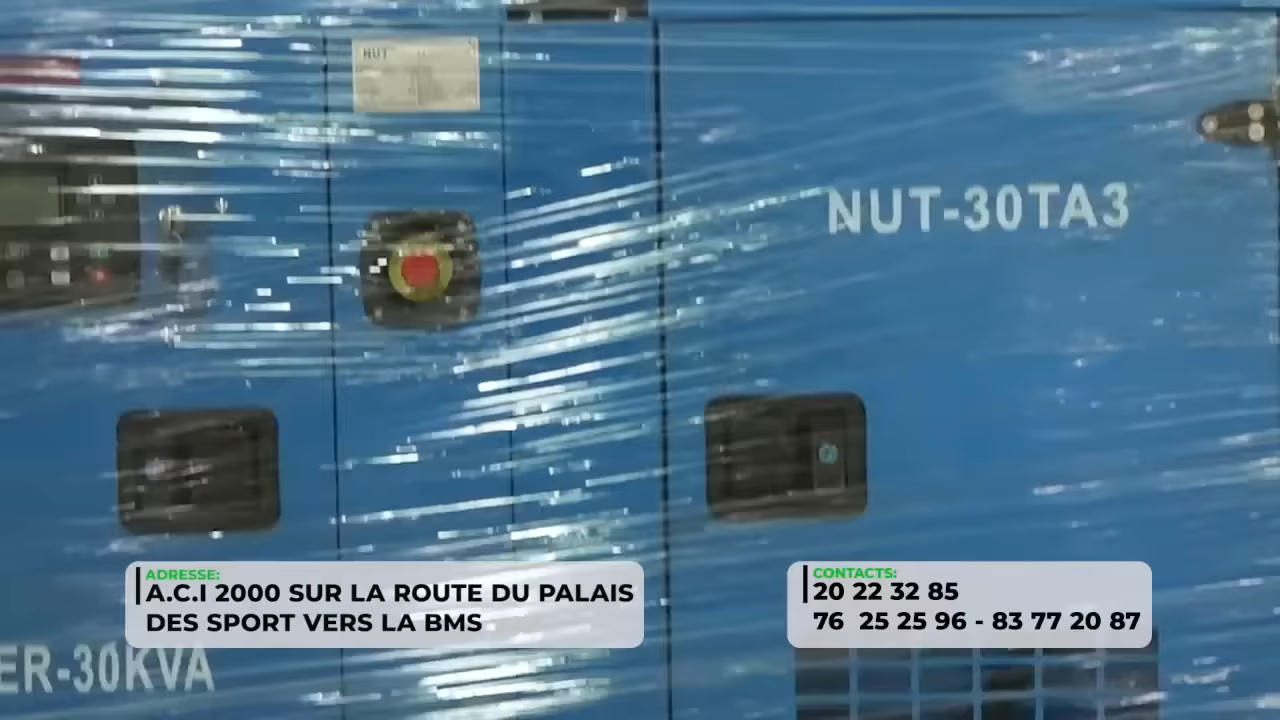 NUT
NUT-30TA3
ADRESSE:
A.C.I 2000 SUR LA ROUTE DU PALAIS
DES SPORT VERS LA BMS
CONTACTS:
20 22 32 85
76 25 25 96 - 83 77 20 87
ER-30KVA